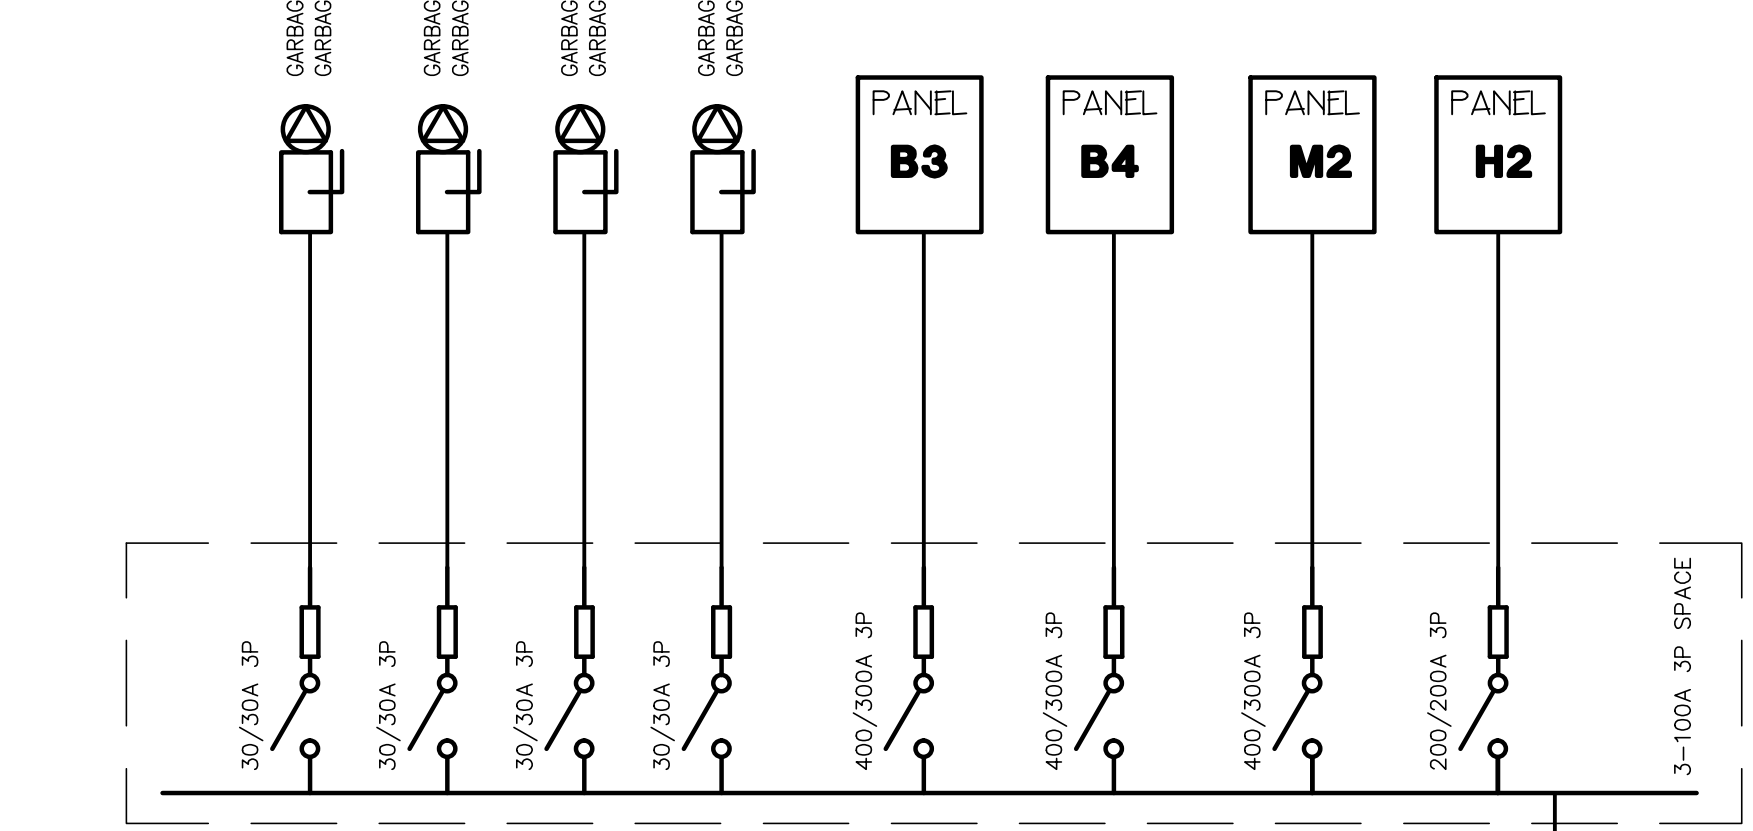 GARBAG
GARBAG
GARBAG
GARBAG
GARBAG
GARBAG
GARBAG
GARBAG
PANEL
B3
PANEL
B4
PANEL
M2
PANEL
H2
30/30A 3P
30/30A 3P
30/30A 3P
30/30A 3P
400/300A 3P
400/300A 3P
400/300A 3P
200/200A 3P
3-100A 3P SPACE